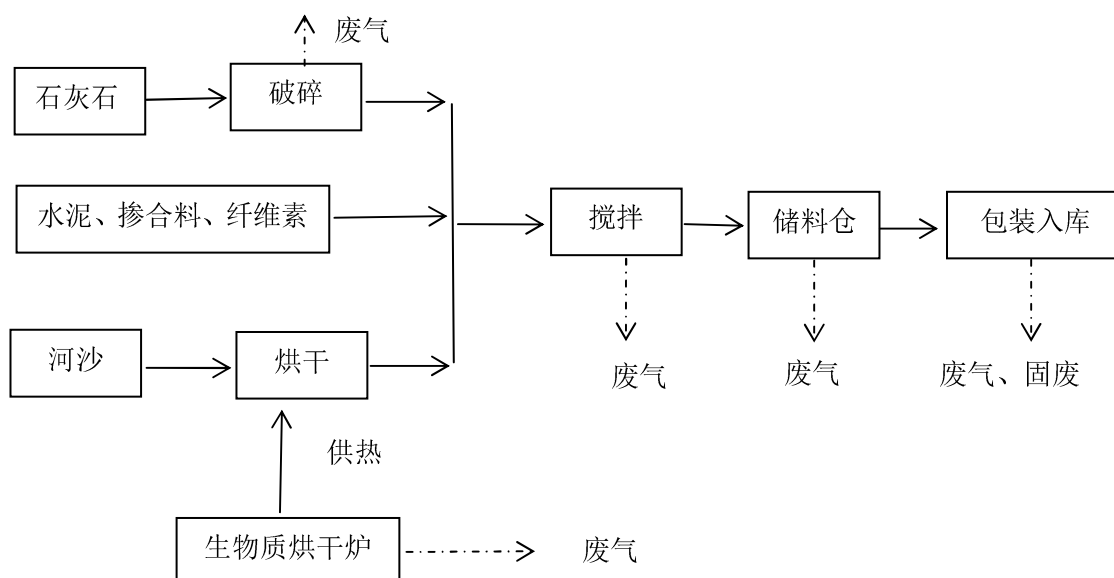 废气
石灰石
破碎
水泥、掺合料、纤维素
搅拌
储料仓
包装入库
河沙
烘干
废气
废气
废气、固废
供热
生物质烘干炉
废气